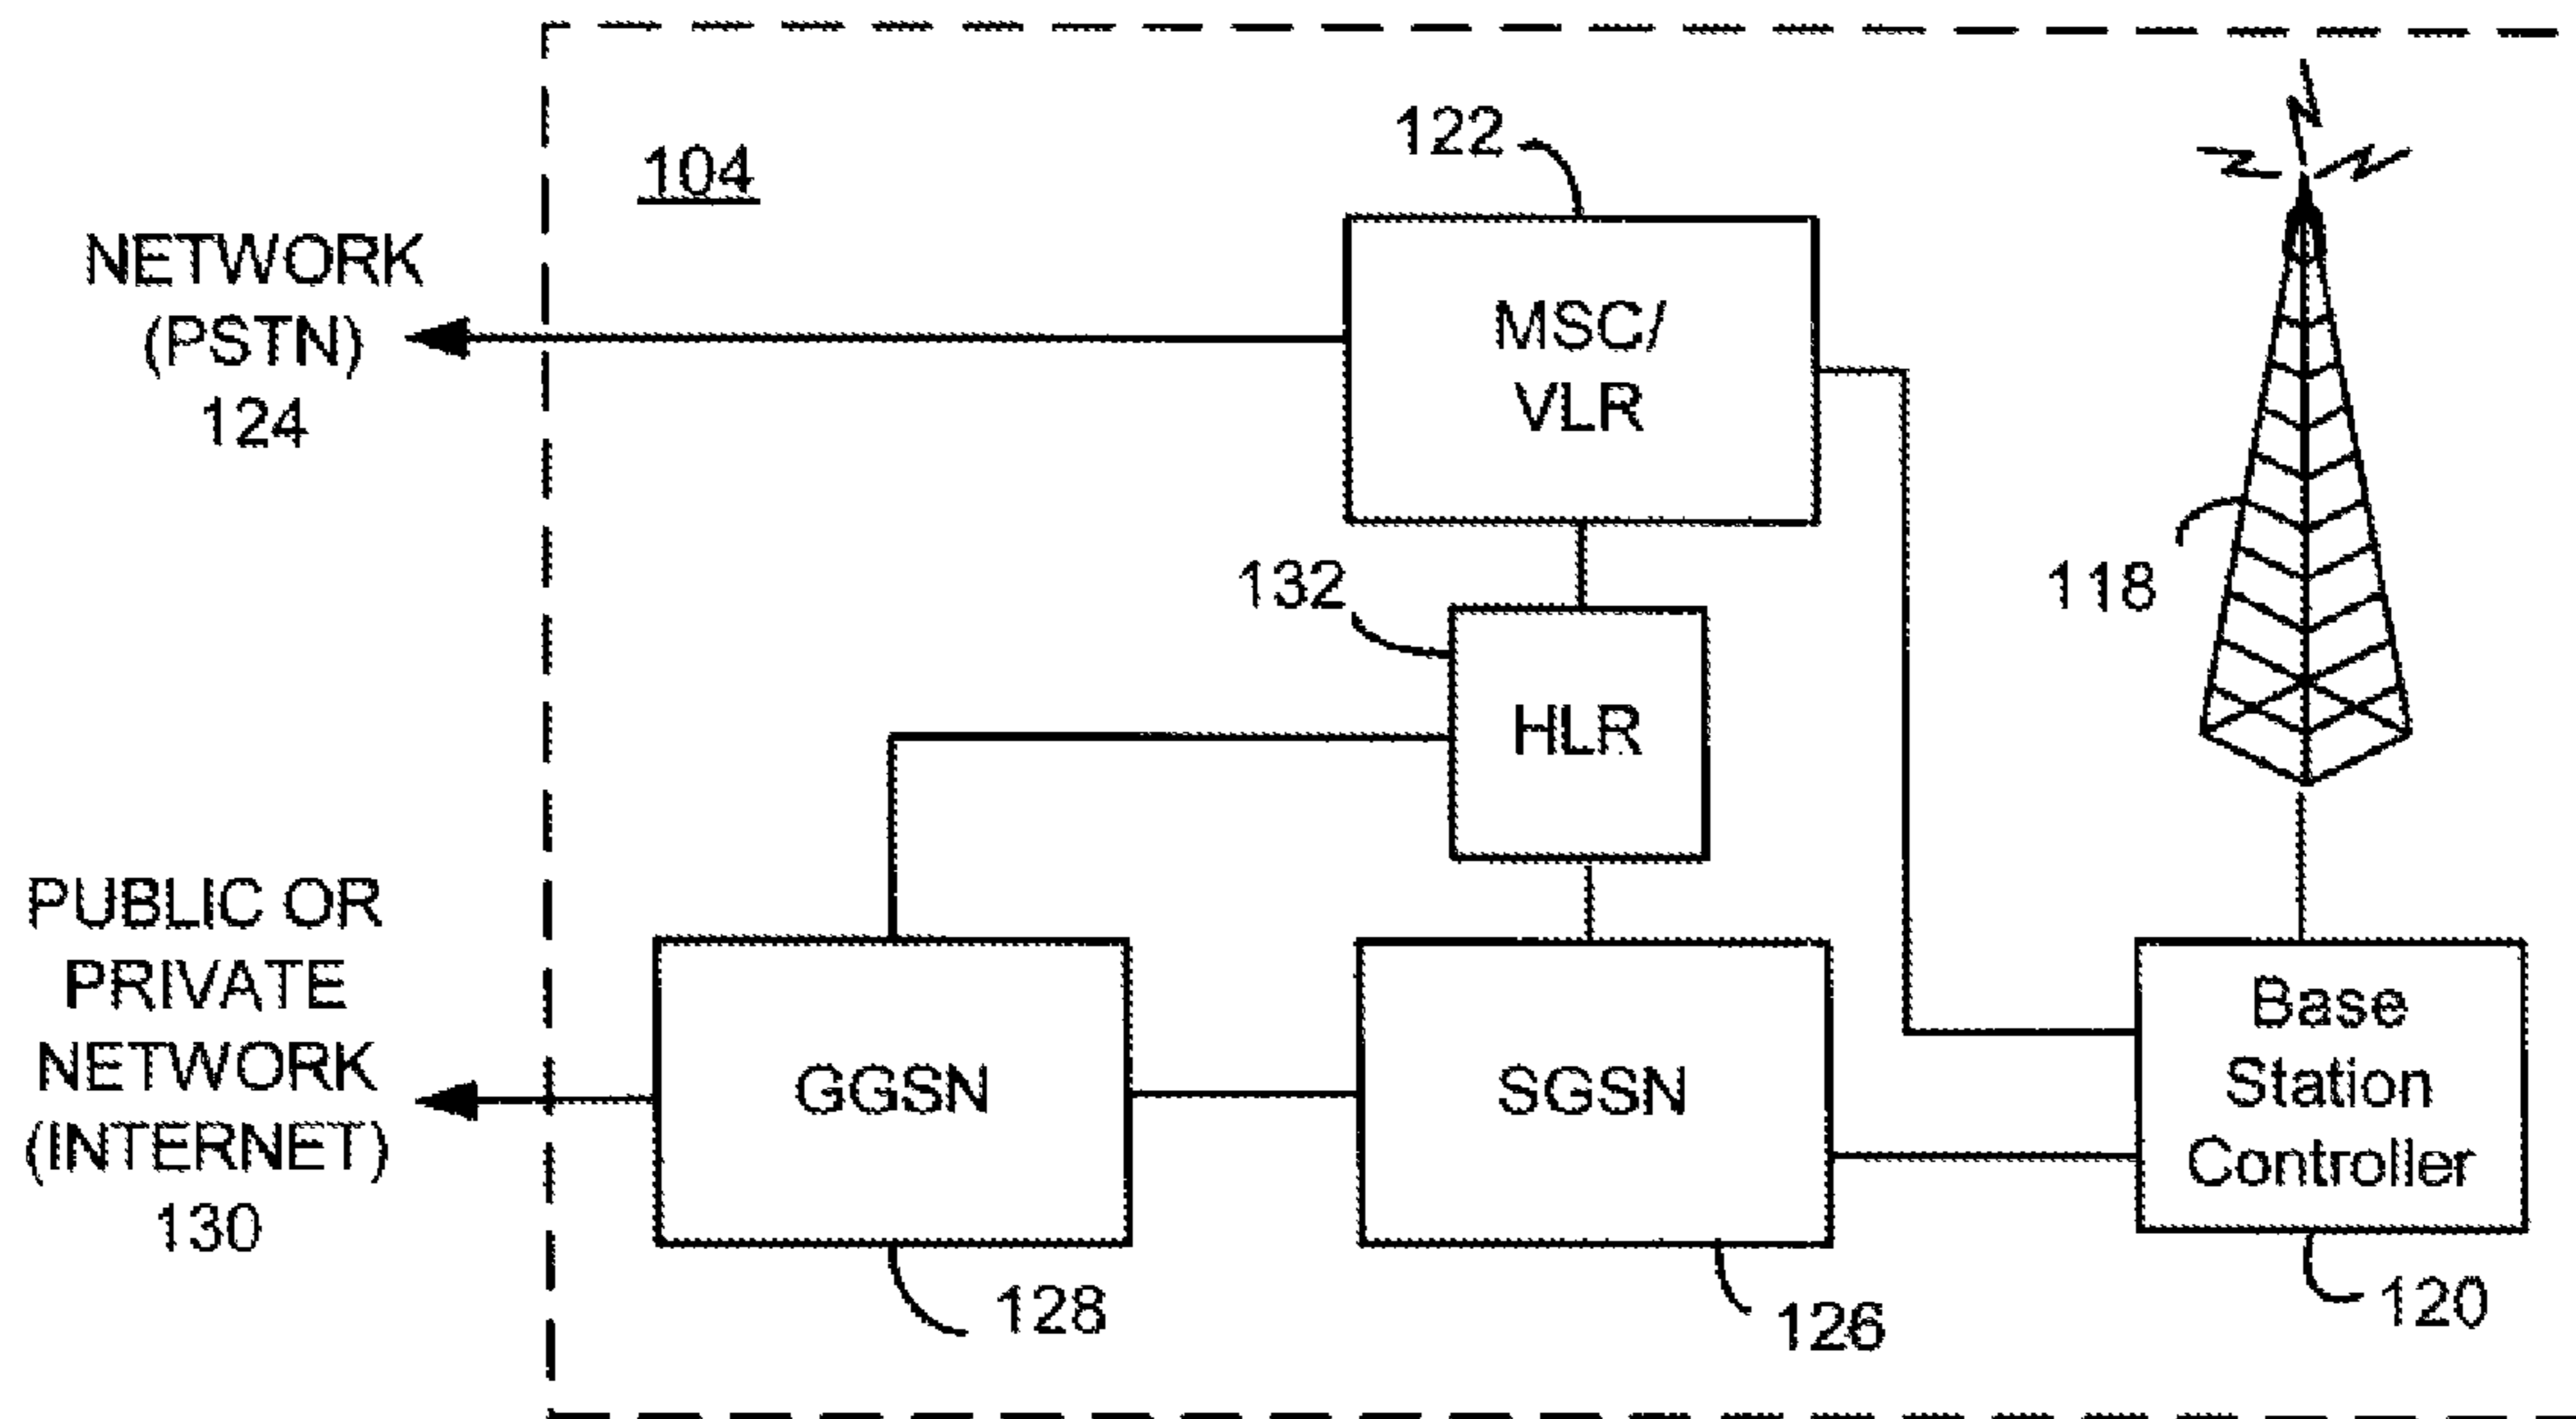 104
122
NETWORK
(PSTN)
124
MSC/
VLR
132
118
HLR
PUBLIC OR
PRIVATE
NETWORK
(INTERNET)
130
GGSN
SGSN
Base
Station
Controller
128
126
120